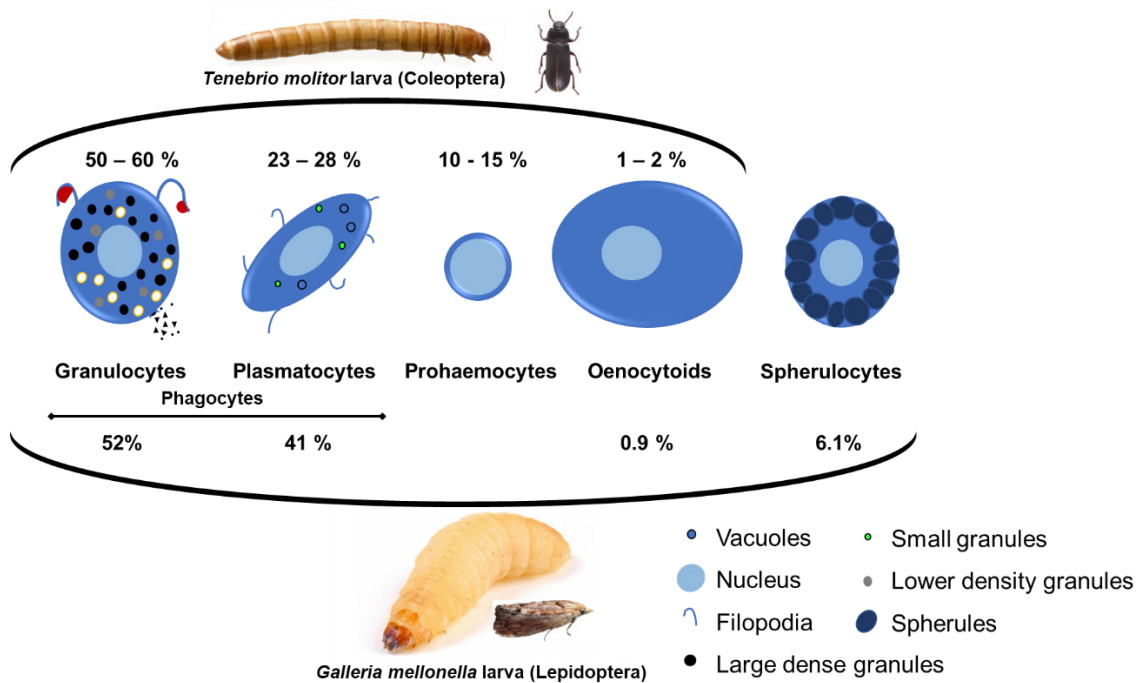 Tenebrio molitor larva (Coleoptera)
50 – 60 %
23 – 28 %
10 - 15 %
1 – 2 %
Granulocytes
Plasmatocytes
Prohaemocytes
Oenocytoids
Spherulocytes
Phagocytes
52%
41 %
0.9 %
6.1%
Vacuoles
Small granules
Nucleus
Lower density granules
Filopodia
Spherules
Large dense granules
Galleria mellonella larva (Lepidoptera)